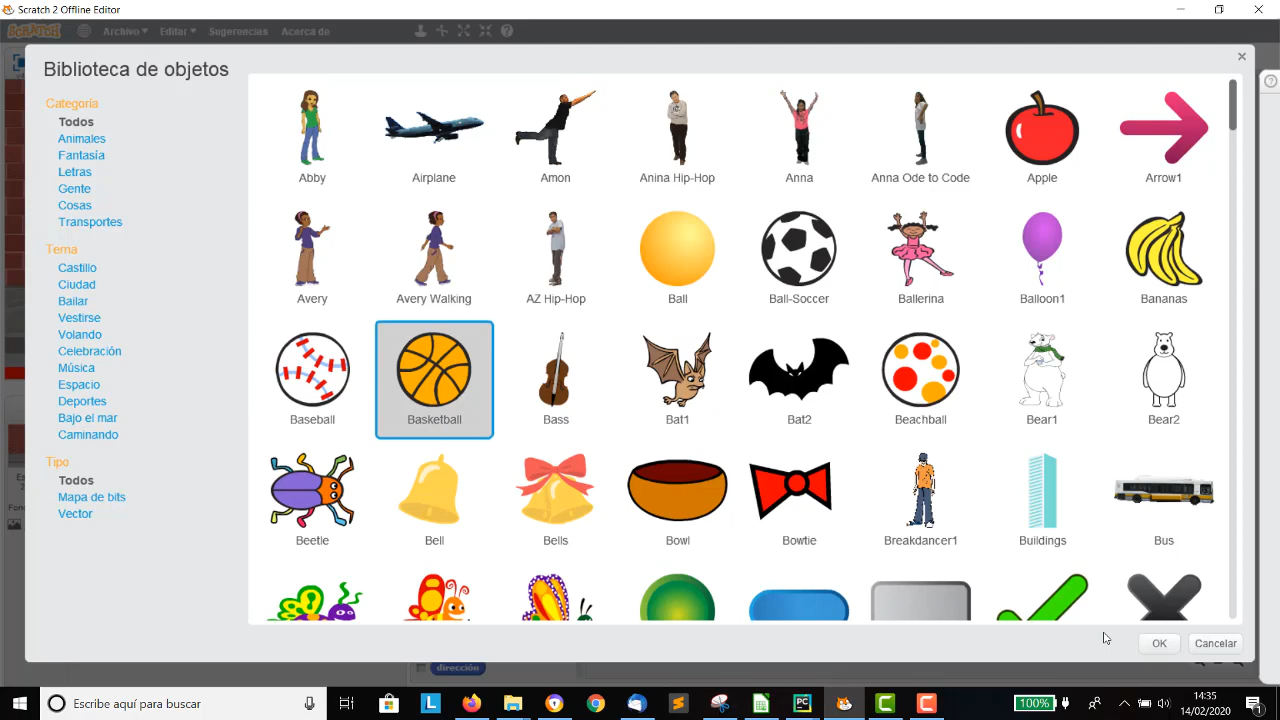 Scratch 2 Offline Editor
SCRATCH Archivo Editar Sugerencias Acerca de
Biblioteca de objetos
Categoría
Todos
Animales
Fantasía
Letras
Gente
Cosas
Transportes
Tema
Castillo
Ciudad
Bailar
Vestirse
Volando
Celebración
Música
Espacio
Deportes
Bajo el mar
Caminando
Tipo
Todos
Mapa de bits
Vector
Abby Airplane Amon Anina Hip-Hop Anna Anna Ode to Code Apple Arrow1
Avery Avery Walking AZ Hip-Hop Ball Ball-Soccer Ballerina Balloon1 Bananas
Baseball Basketball Bass Bat1 Bat2 Beachball Bear1 Bear2
Beetle Bell Bells Bowl Bowtie Breakdancer1 Buildings Bus
OK Cancelar
dirección
Escribe aquí para buscar
L
PC
C
C
100%
14:35
14/02/2020